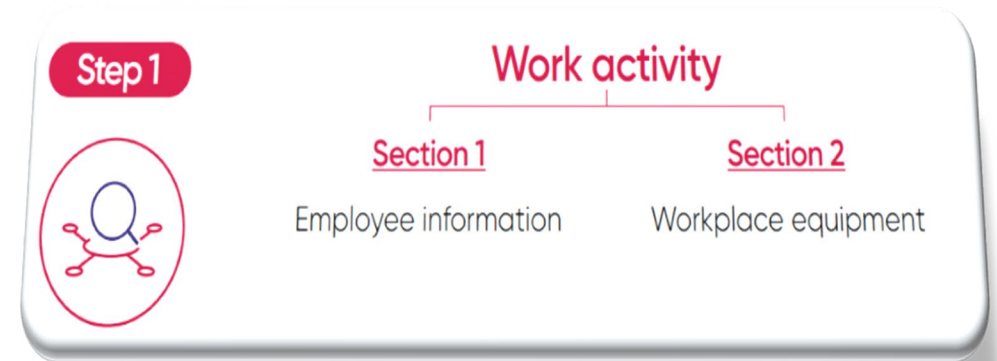 Step 1
Work activity
Section 1
Section 2
Employee information
Workplace equipment